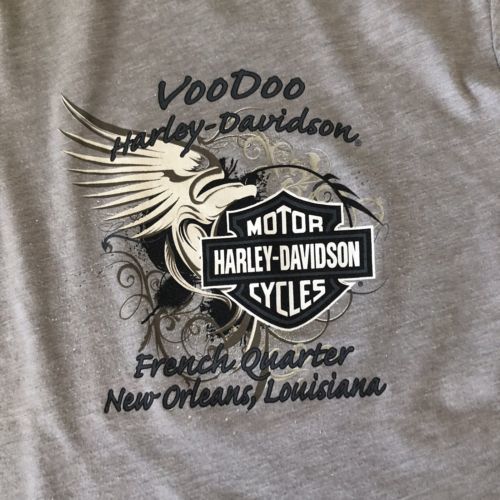 VooDoo
Harley-Davidson®
MOTOR
HARLEY-DAVIDSON
CYCLES®
French Quarter
New Orleans, Louisiana